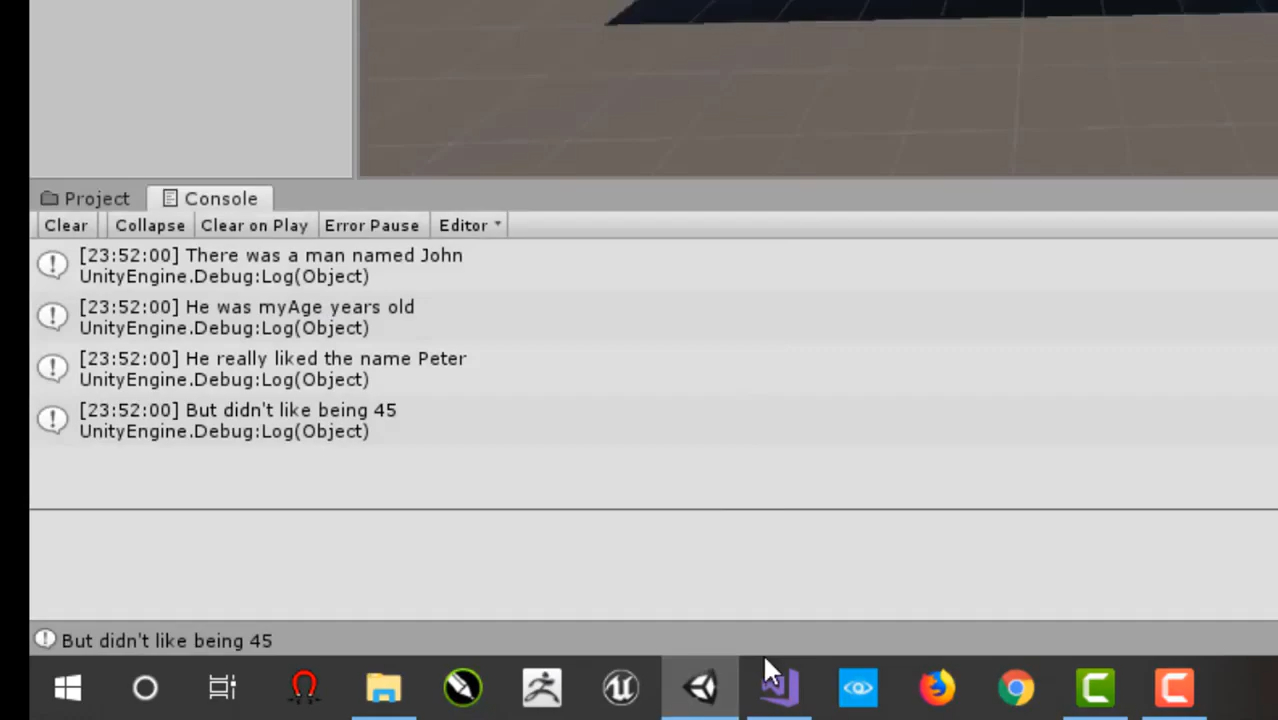 Project Console
Clear Collapse Clear on Play Error Pause Editor
[23:52:00] There was a man named John
UnityEngine.Debug:Log(Object)
[23:52:00] He was myAge years old
UnityEngine.Debug:Log(Object)
[23:52:00] He really liked the name Peter
UnityEngine.Debug:Log(Object)
[23:52:00] But didn't like being 45
UnityEngine.Debug:Log(Object)
But didn't like being 45